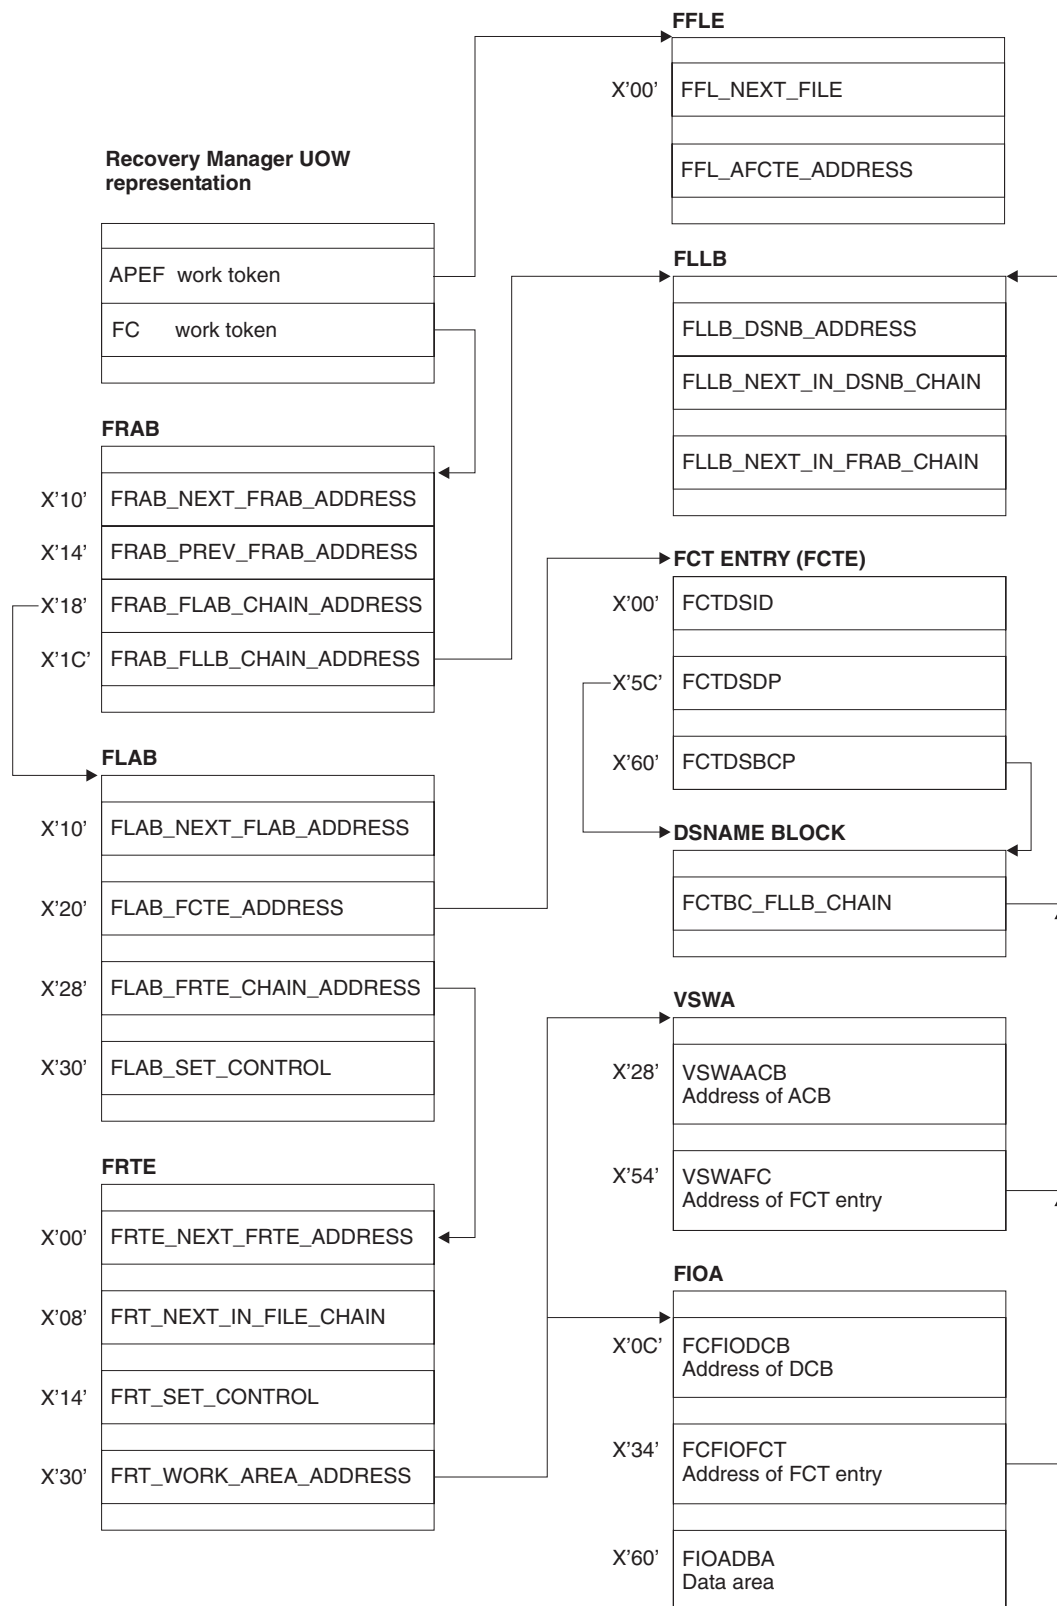 Recovery Manager UOW
representation
APEF work token
FC work token
FRAB
X'10' FRAB_NEXT_FRAB_ADDRESS
X'14' FRAB_PREV_FRAB_ADDRESS
X'18' FRAB_FLAB_CHAIN_ADDRESS
X'1C' FRAB_FLLB_CHAIN_ADDRESS
FLAB
X'10' FLAB_NEXT_FLAB_ADDRESS
X'20' FLAB_FCTE_ADDRESS
X'28' FLAB_FRTE_CHAIN_ADDRESS
X'30' FLAB_SET_CONTROL
FRTE
X'00' FRTE_NEXT_FRTE_ADDRESS
X'08' FRT_NEXT_IN_FILE_CHAIN
X'14' FRT_SET_CONTROL
X'30' FRT_WORK_AREA_ADDRESS
FFLE
X'00' FFL_NEXT_FILE
FFL_AFCTE_ADDRESS
FLLB
FLLB_DSNB_ADDRESS
FLLB_NEXT_IN_DSNB_CHAIN
FLLB_NEXT_IN_FRAB_CHAIN
FCT ENTRY (FCTE)
X'00' FCTDSID
X'5C' FCTDSDP
X'60' FCTDSBCP
DSNAME BLOCK
FCTBC_FLLB_CHAIN
VSWA
X'28' VSWAACB
Address of ACB
X'54' VSWAFC
Address of FCT entry
FIOA
X'0C' FCFIODCB
Address of DCB
X'34' FCFIOFCT
Address of FCT entry
X'60' FIOADBA
Data area